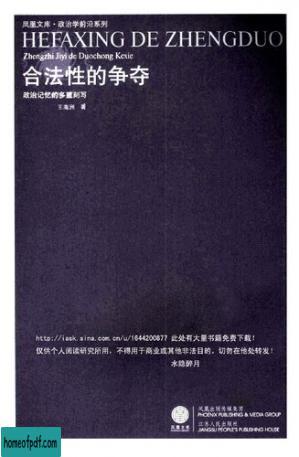 凤凰文库·政治学前沿系列
HEFAXING DE ZHENGDUO
Zhengzhi Jiyi de Duochong Kexie
合法性的争夺
政治记忆的多重刻写
王海洲 著
http://iask.sina.com.cn/u/1644200877 此处有大量书籍免费下载！
仅供个人阅读研究所用，不得用于商业或其他非法目的，切勿在他处转发！
水隐醉月
凤凰文库
凤凰出版传媒集团
PHOENIX PUBLISHING & MEDIA GROUP
江苏人民出版社
JIANGSU PEOPLE'S PUBLISHING HOUSE
homeofpdf.com